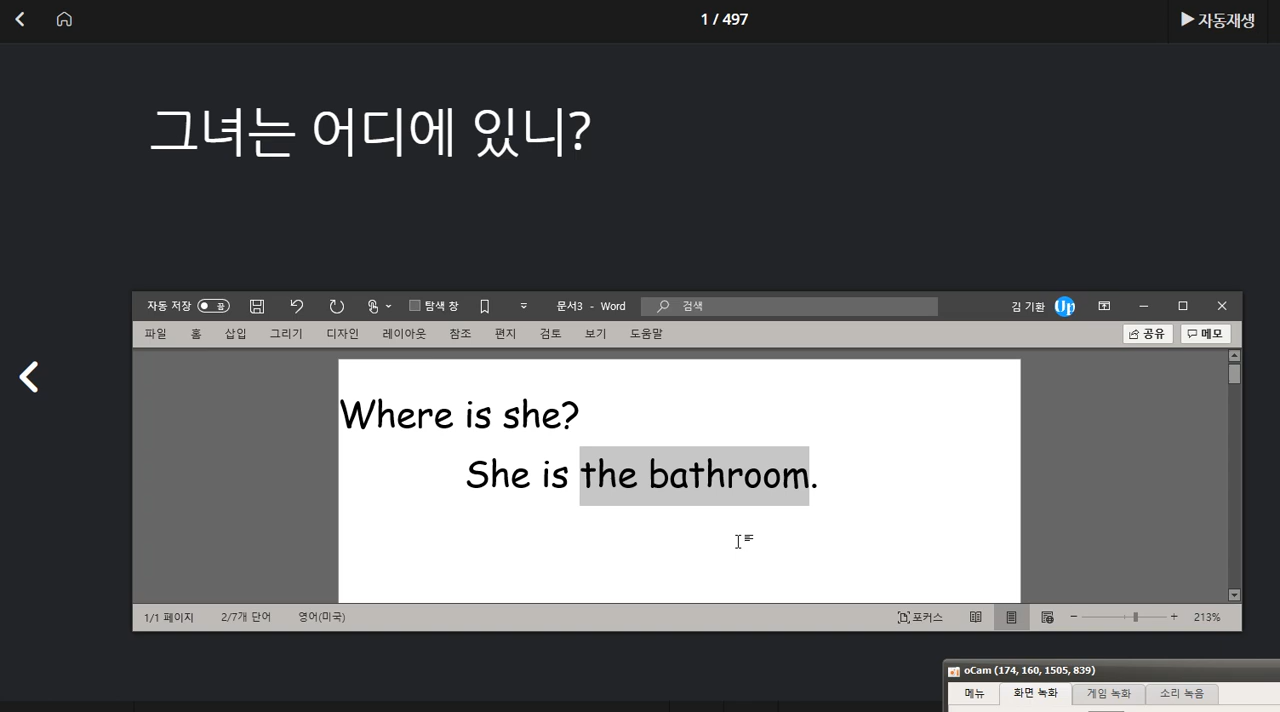 1 / 497
자동재생
그녀는 어디에 있니?
자동 저장 끔 탐색 창 문서3 - Word 검색 김 기환 Up
파일 홈 삽입 그리기 디자인 레이아웃 참조 편지 검토 보기 도움말 공유 메모
Where is she?
She is the bathroom.
1/1 페이지 2/7개 단어 영어(미국) 포커스 213%
oCam (174, 160, 1505, 839)
메뉴 화면 녹화 게임 녹화 소리 녹음